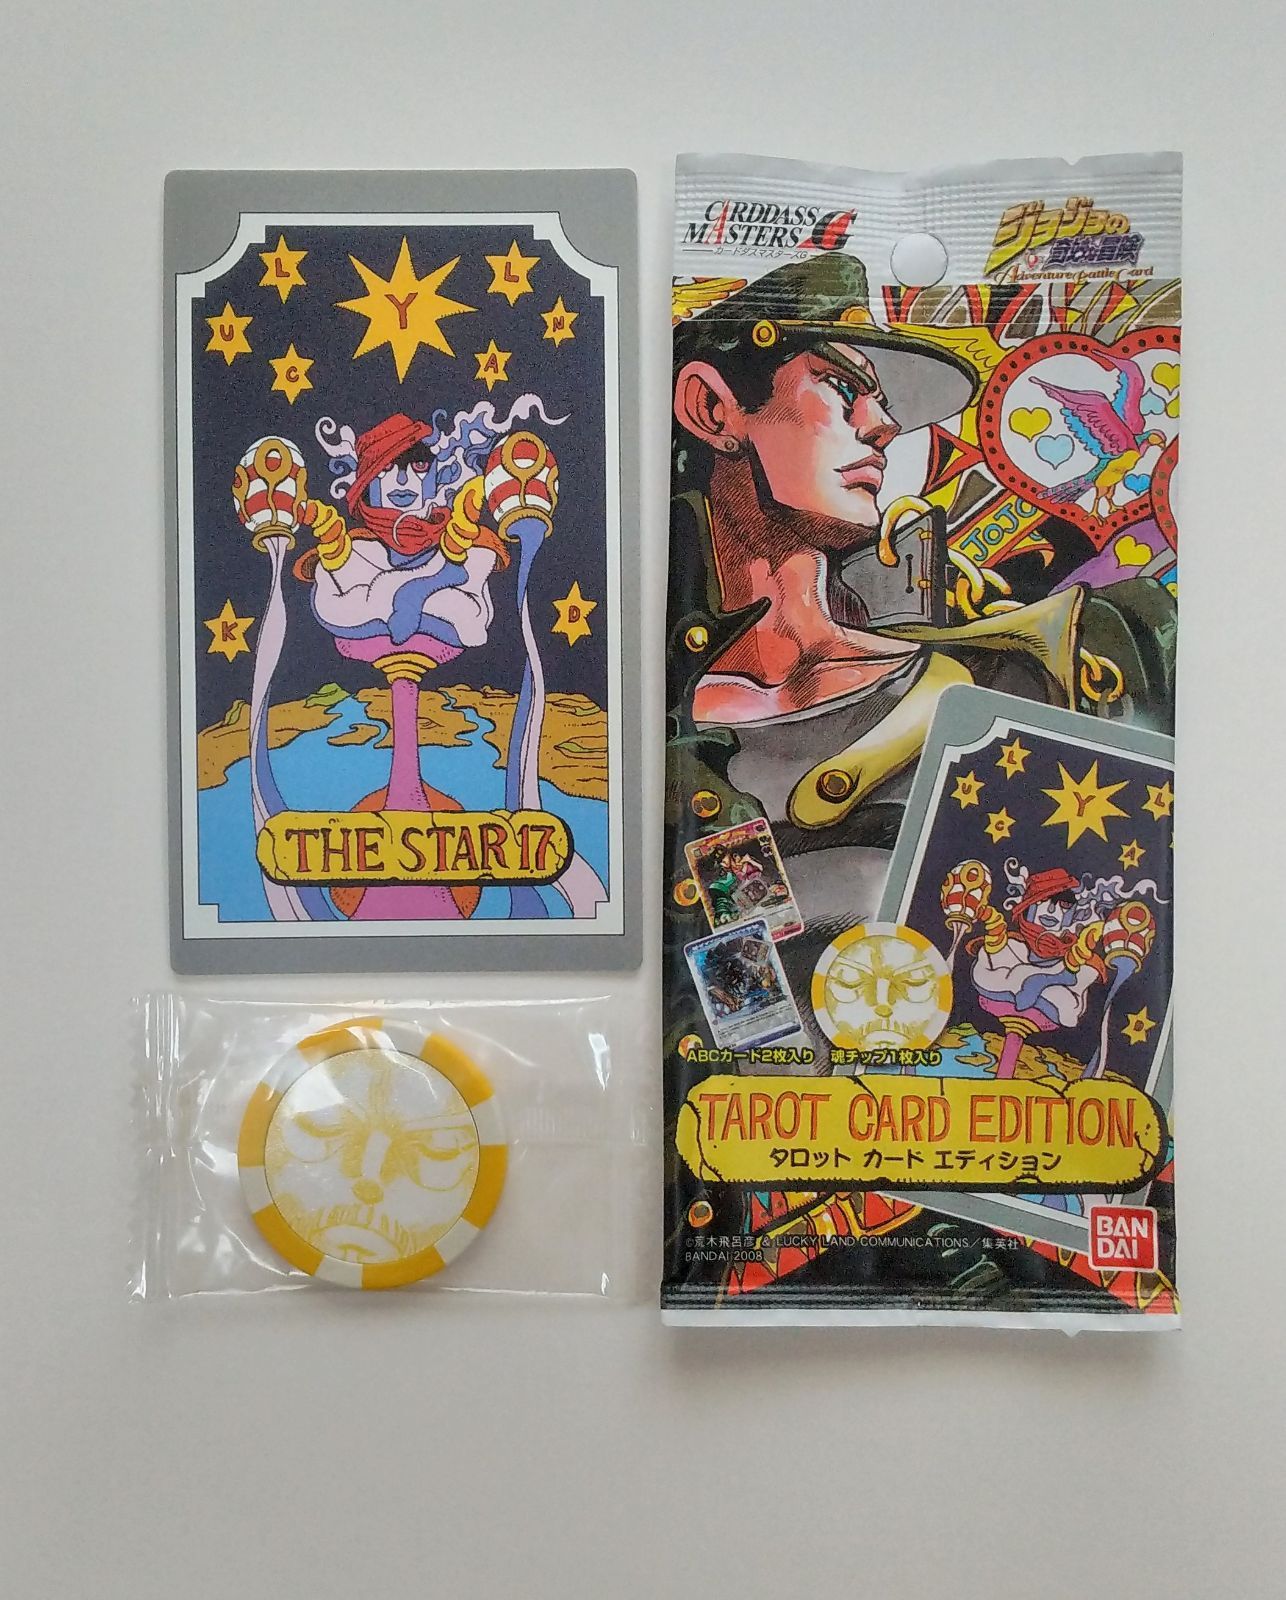 L
L
Y
U
N
C
A
K
D
THE STAR 17
CARDDASS
MASTERS G
カードダスマスターズG
ジョジョの
奇妙な冒険
Adventure Battle Card
JOJO
L
U
Y
L
C
A
D
ABCカード2枚入り 魂チップ1枚入り
TAROT CARD EDITION
タロット カード エディション
©荒木飛呂彦 & LUCKY LAND COMMUNICATIONS／集英社
BANDAI 2008
BAN
DAI